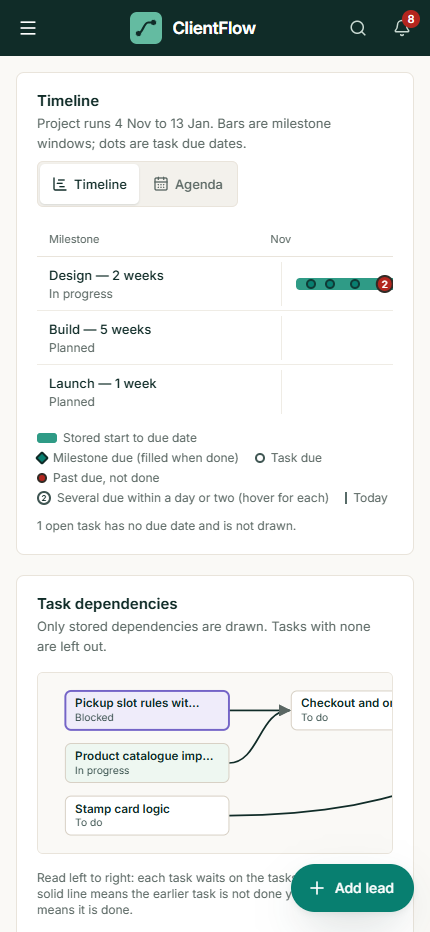 ClientFlow
8
Timeline
Project runs 4 Nov to 13 Jan. Bars are milestone
windows; dots are task due dates.
Timeline
Agenda
Milestone
Nov
Design — 2 weeks
In progress
2
Build — 5 weeks
Planned
Launch — 1 week
Planned
Stored start to due date
Milestone due (filled when done)
Task due
Past due, not done
2
Several due within a day or two (hover for each)
Today
1 open task has no due date and is not drawn.
Task dependencies
Only stored dependencies are drawn. Tasks with none
are left out.
Pickup slot rules wit…
Blocked
Checkout and or
To do
Product catalogue imp…
In progress
Stamp card logic
To do
Read left to right: each task waits on the task
solid line means the earlier task is not done y
means it is done.
Add lead